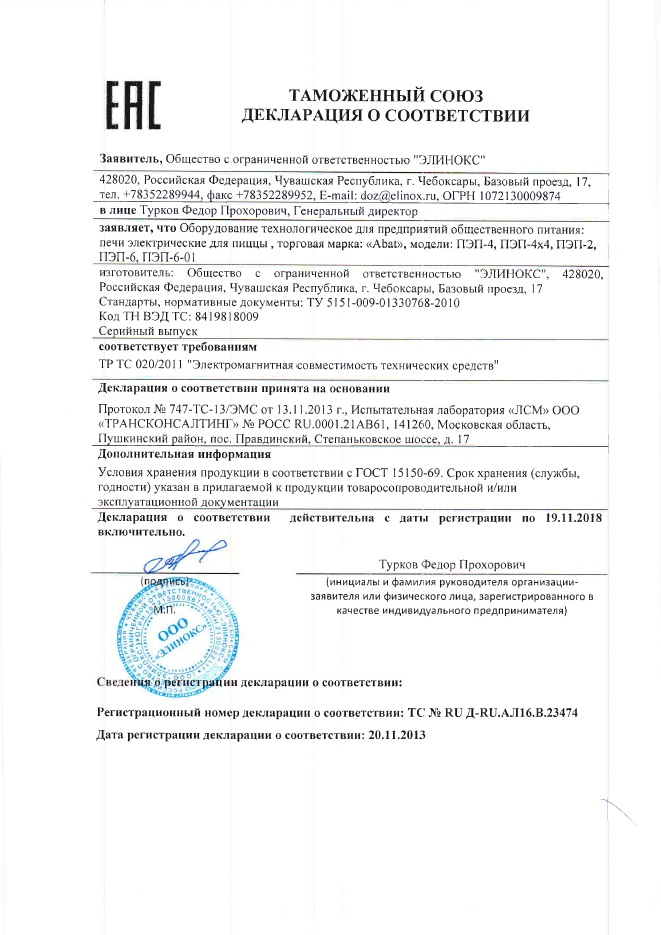 ЕАС
ТАМОЖЕННЫЙ СОЮЗ
ДЕКЛАРАЦИЯ О СООТВЕТСТВИИ
Заявитель, Общество с ограниченной ответственностью "ЭЛИНОКС"
428020, Российская Федерация, Чувашская Республика, г. Чебоксары, Базовый проезд, 17,
тел. +78352289944, факс +78352289952, E-mail: doz@elinox.ru, ОГРН 1072130009874
в лице Турков Федор Прохорович, Генеральный директор
заявляет, что Оборудование технологическое для предприятий общественного питания:
печи электрические для пиццы , торговая марка: «Abat», модели: ПЭП-4, ПЭП-4х4, ПЭП-2,
ПЭП-6, ПЭП-6-01
изготовитель: Общество с ограниченной ответственностью "ЭЛИНОКС", 428020,
Российская Федерация, Чувашская Республика, г. Чебоксары, Базовый проезд, 17
Стандарты, нормативные документы: ТУ 5151-009-01330768-2010
Код ТН ВЭД ТС: 8419818009
Серийный выпуск
соответствует требованиям
ТР ТС 020/2011 "Электромагнитная совместимость технических средств"
Декларация о соответствии принята на основании
Протокол № 747-ТС-13/ЭМС от 13.11.2013 г., Испытательная лаборатория «ЛСМ» ООО
«ТРАНСКОНСАЛТИНГ» № РОСС RU.0001.21АВ61, 141260, Московская область,
Пушкинский район, пос. Правдинский, Степаньковское шоссе, д. 17
Дополнительная информация
Условия хранения продукции в соответствии с ГОСТ 15150-69. Срок хранения (службы,
годности) указан в прилагаемой к продукции товаросопроводительной и/или
эксплуатационной документации
Декларация о соответствии действительна с даты регистрации по 19.11.2018
включительно.
Турков Федор Прохорович
(подпись)
(инициалы и фамилия руководителя организации-
заявителя или физического лица, зарегистрированного в
качестве индивидуального предпринимателя)
М.П.
ООО
«ЭЛИНОКС»
Сведения о регистрации декларации о соответствии:
Регистрационный номер декларации о соответствии: ТС № RU Д-RU.АЛ16.В.23474
Дата регистрации декларации о соответствии: 20.11.2013